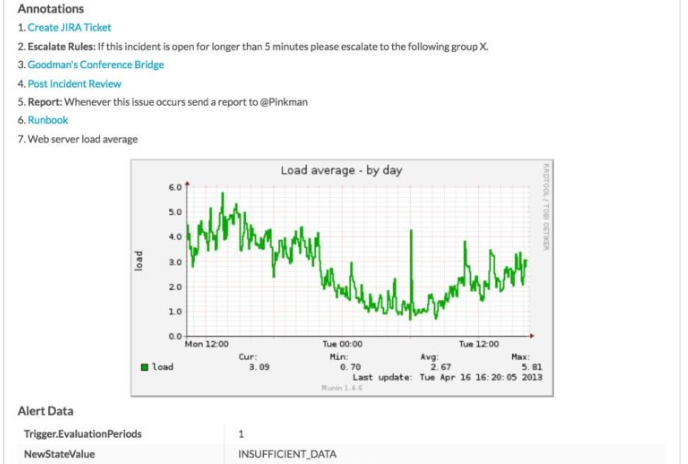 Annotations
1. Create JIRA Ticket
2. Escalate Rules: If this incident is open for longer than 5 minutes please escalate to the following group X.
3. Goodman's Conference Bridge
4. Post Incident Review
5. Report: Whenever this issue occurs send a report to @Pinkman
6. Runbook
7. Web server load average
Load average - by day
RRDTOOL / TOBI OETIKER
load
6.0
5.0
4.0
3.0
2.0
1.0
0.0
Mon 12:00 Tue 00:00 Tue 12:00
Cur: Min: Avg: Max:
load 3.09 0.70 2.67 5.81
Last update: Tue Apr 16 16:20:05 2013
Munin 1.4.6
Alert Data
Trigger.EvaluationPeriods 1
NewStateValue INSUFFICIENT_DATA